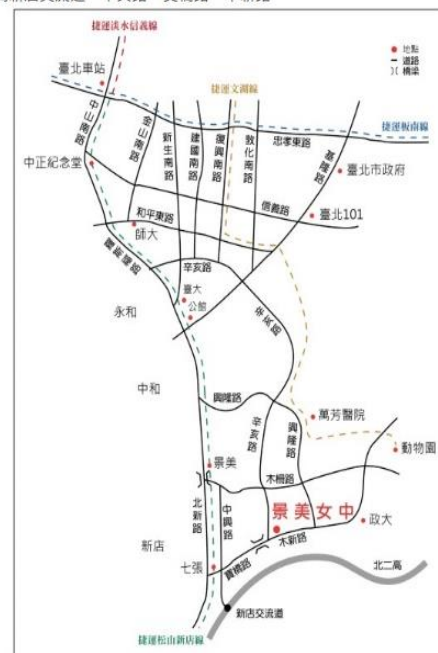 捷運淡水信義線
地點
道路
橋梁
臺北車站
捷運文湖線
捷運板南線
中山南路
金山南路
新生南路
建國南路
復興南路
敦化南路
忠孝東路
基隆路
中正紀念堂
臺北市政府
信義路
臺北101
和平東路
師大
羅斯福路
辛亥路
臺大
公館
永和
辛亥路
中和
興隆路
辛亥路
興隆路
萬芳醫院
動物園
景美
木柵路
北新路
中興路
景美女中
政大
木新路
新店
七張
寶橋路
北二高
新店交流道
捷運松山新店線